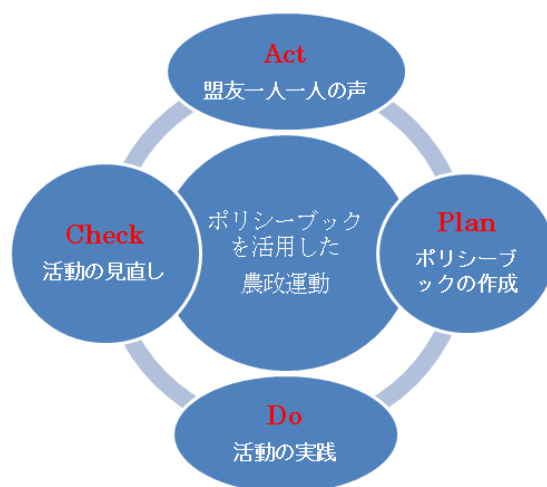 Act
盟友一人一人の声
Plan
ポリシーブ
ックの作成
Do
活動の実践
Check
活動の見直し
ポリシーブック
を活用した
農政運動